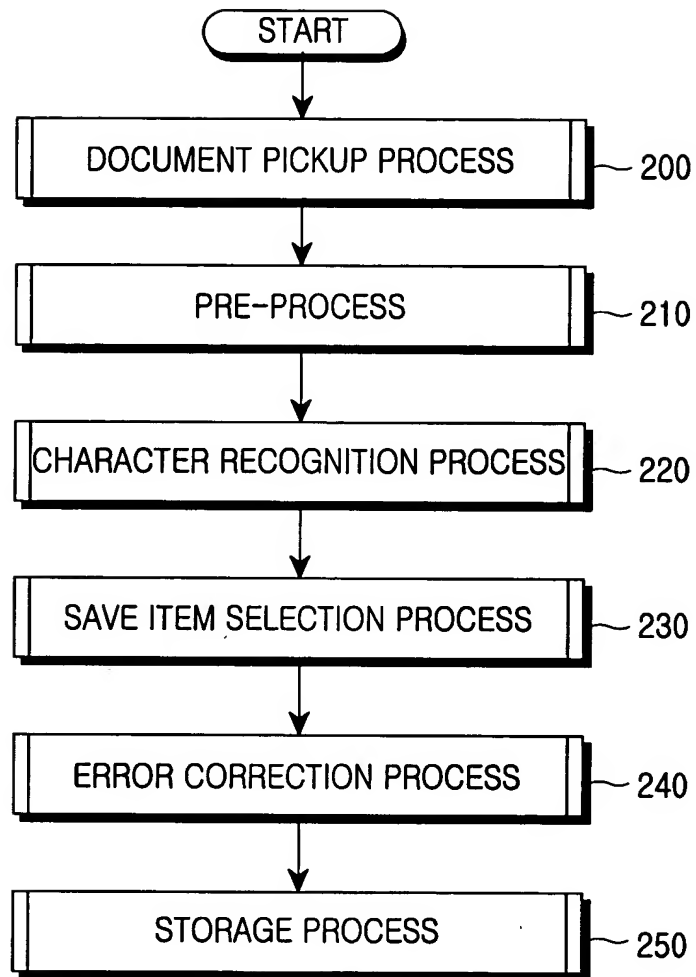 START
DOCUMENT PICKUP PROCESS 200
PRE-PROCESS 210
CHARACTER RECOGNITION PROCESS 220
SAVE ITEM SELECTION PROCESS 230
ERROR CORRECTION PROCESS 240
STORAGE PROCESS 250